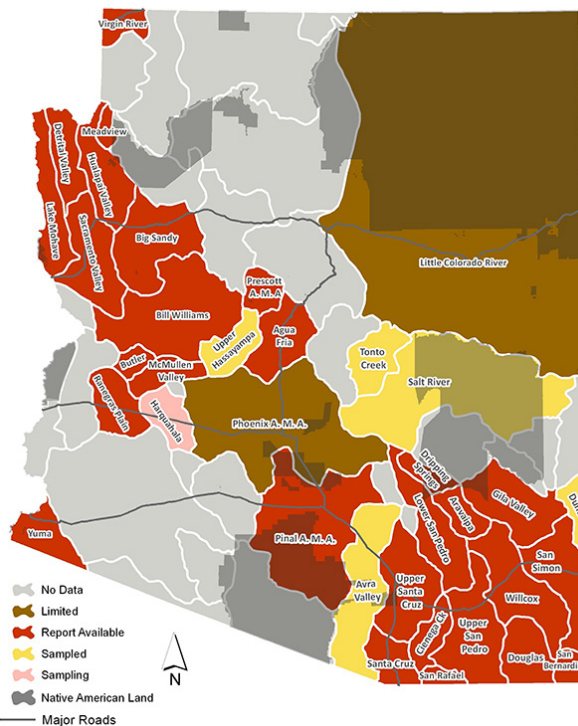 Virgin River
Meadview
Detrital Valley
Hualapai Valley
Lake Mohave
Sacramento Valley
Big Sandy
Little Colorado River
Prescott
A. M. A
Bill Williams
Upper
Hassayampa
Agua
Fria
Tonto
Creek
Butler
McMullen
Valley
Salt River
Ranegras Plain
Harquahala
Phoenix A. M. A.
Dripping
Springs
Lower San Pedro
Aravaipa
Gila Valley
Yuma
Pinal A. M. A.
San
Simon
Avra
Valley
Upper
Santa
Cruz
Willcox
Cienega Ck
Upper
San
Pedro
Douglas
San
Bernardi
Santa Cruz
San Rafael
No Data
Limited
Report Available
Sampled
Sampling
Native American Land
Major Roads
N